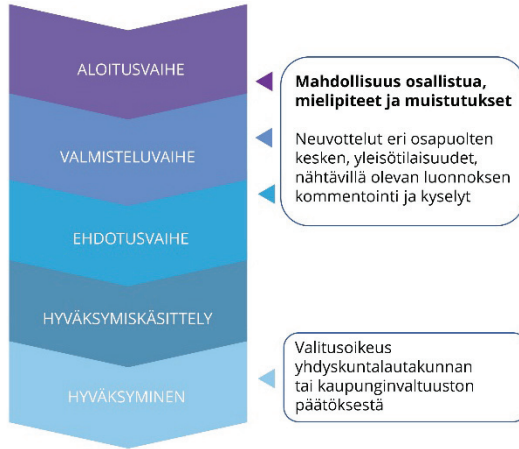 ALOITUSVAIHE
VALMISTELUVAIHE
EHDOTUSVAIHE
HYVÄKSYMISKÄSITTELY
HYVÄKSYMINEN
Mahdollisuus osallistua,
mielipiteet ja muistutukset
Neuvottelut eri osapuolten
kesken, yleisötilaisuudet,
nähtävillä olevan luonnoksen
kommentointi ja kyselyt
Valitusoikeus
yhdyskuntalautakunnan
tai kaupunginvaltuuston
päätöksestä